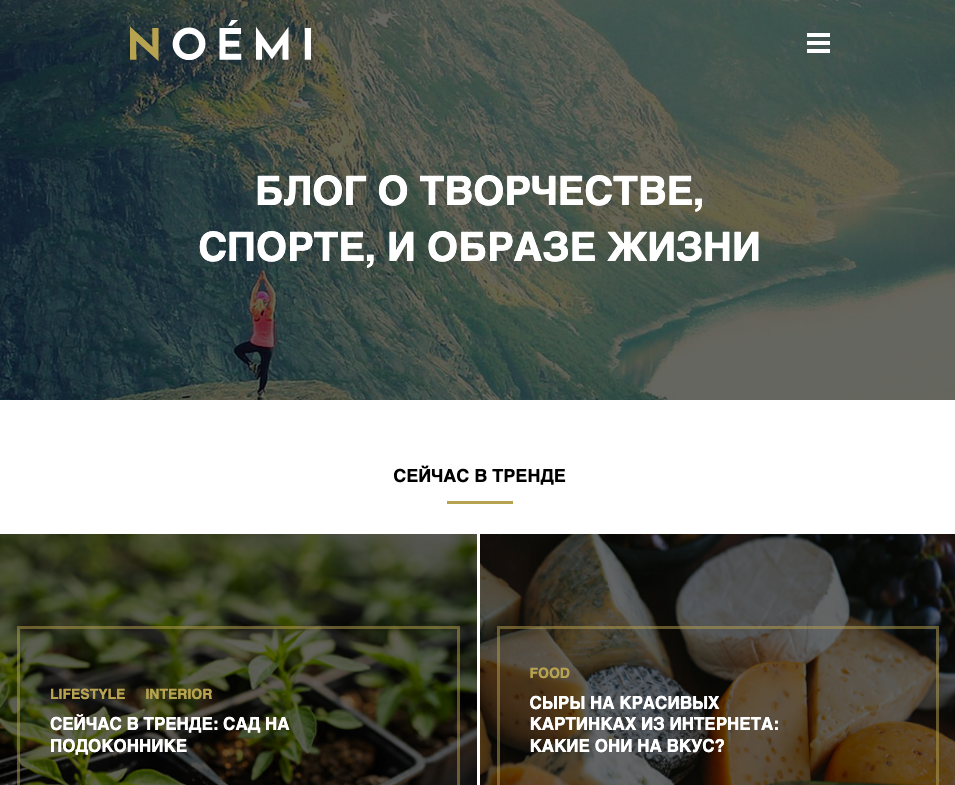 NOÉMI
БЛОГ О ТВОРЧЕСТВЕ,
СПОРТЕ, И ОБРАЗЕ ЖИЗНИ
СЕЙЧАС В ТРЕНДЕ
LIFESTYLE INTERIOR
СЕЙЧАС В ТРЕНДЕ: САД НА
ПОДОКОННИКЕ
FOOD
СЫРЫ НА КРАСИВЫХ
КАРТИНКАХ ИЗ ИНТЕРНЕТА:
КАКИЕ ОНИ НА ВКУС?